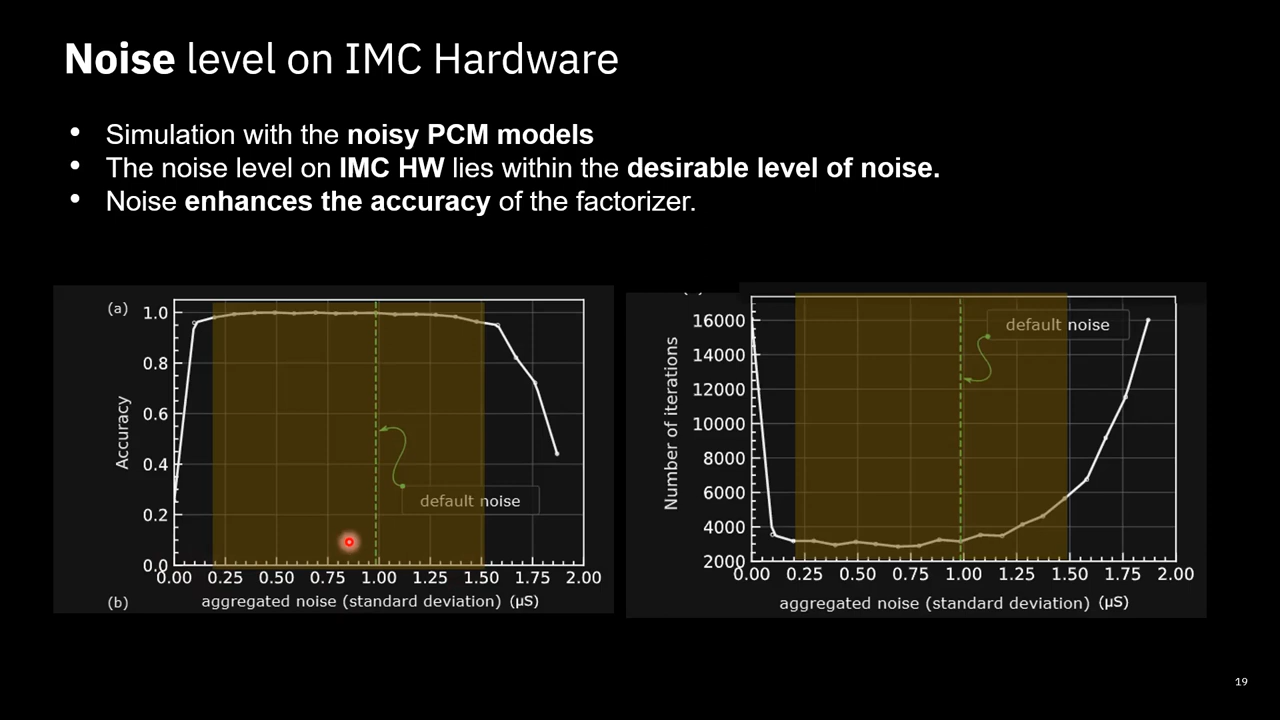 Noise level on IMC Hardware
• Simulation with the noisy PCM models
• The noise level on IMC HW lies within the desirable level of noise.
• Noise enhances the accuracy of the factorizer.
(a)
1.0
0.8
0.6
0.4
0.2
0.0
Accuracy
default noise
0.00 0.25 0.50 0.75 1.00 1.25 1.50 1.75 2.00
aggregated noise (standard deviation) (µS)
(b)
16000
14000
12000
10000
8000
6000
4000
2000
Number of iterations
default noise
0.00 0.25 0.50 0.75 1.00 1.25 1.50 1.75 2.00
aggregated noise (standard deviation) (µS)
19